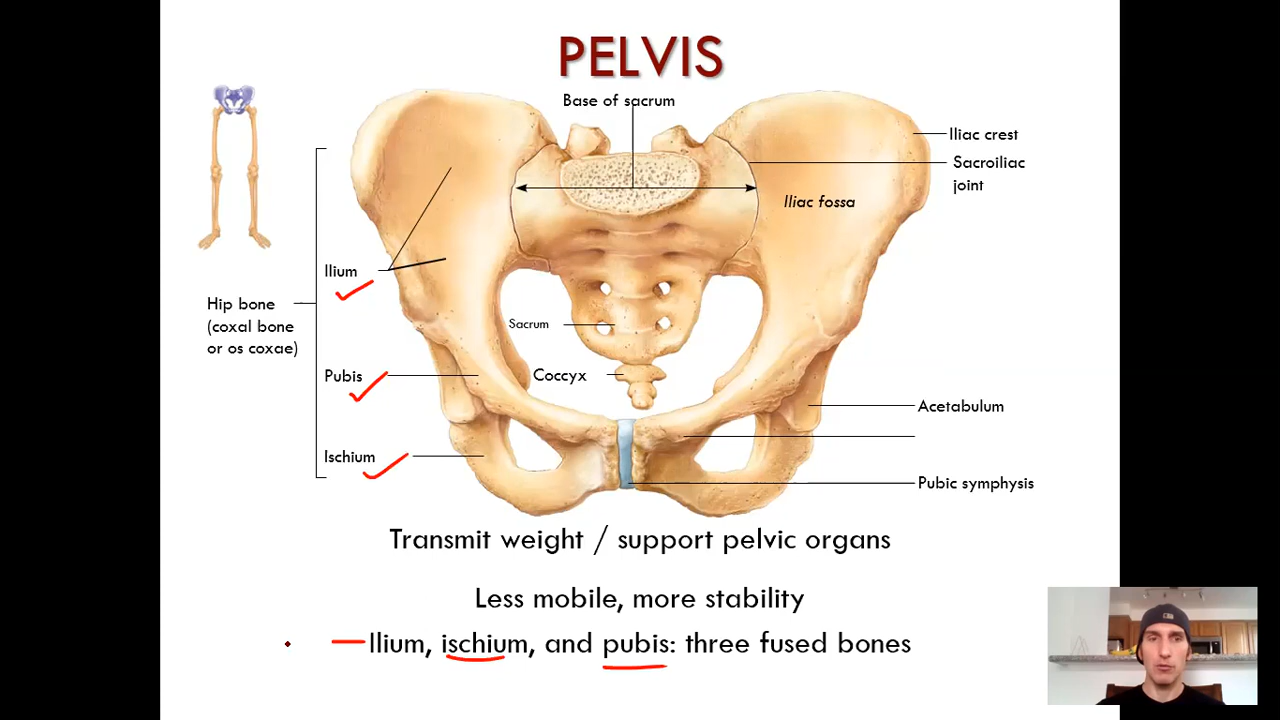 PELVIS
Base of sacrum
Iliac crest
Sacroiliac
joint
Iliac fossa
Ilium
Hip bone
(coxal bone
or os coxae)
Sacrum
Pubis
Coccyx
Acetabulum
Ischium
Pubic symphysis
Transmit weight / support pelvic organs
Less mobile, more stability
Ilium, ischium, and pubis: three fused bones